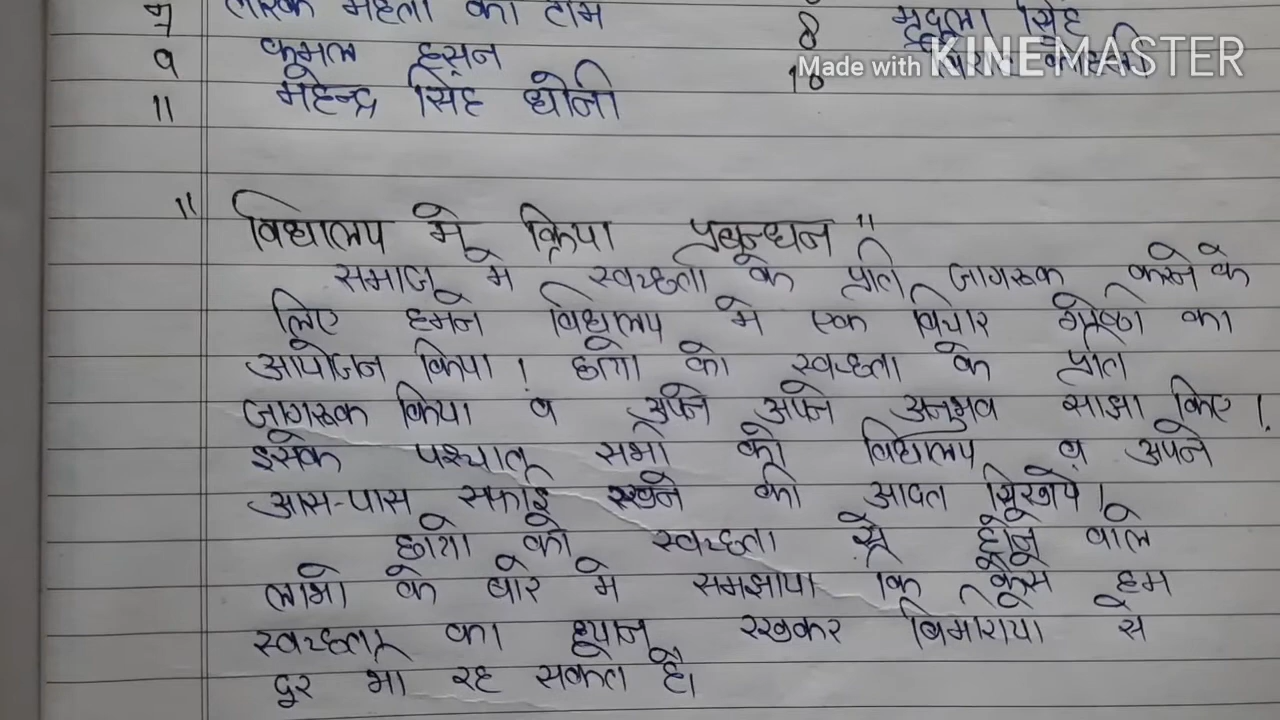 7 तारक मेहता का टीम 8 मृदुला सिंह
9 कमल हसन 10
Made with KINEMASTER
11 महेन्द्र सिंह धोनी
" विद्यालय मे क्रिया प्रबन्धन "
समाज मे स्वच्छता के प्रति जागरूक करने के
लिए हमने विद्यालय मे एक विचार गोष्ठी का
आयोजन किया। छात्रो को स्वच्छता के प्रति
जागरूक किया व अपने अपने अनुभव साझा किए।
इसके पश्चात् सभी को विद्यालय व अपने
आस-पास सफाई रखने की आदत सिखाये।
छात्रो को स्वच्छता से होने वाले
लाभो के बारे मे समझाया कि कैसे हम
स्वच्छता का ध्यान रखकर बिमारीयो से
दूर भी रह सकते है।